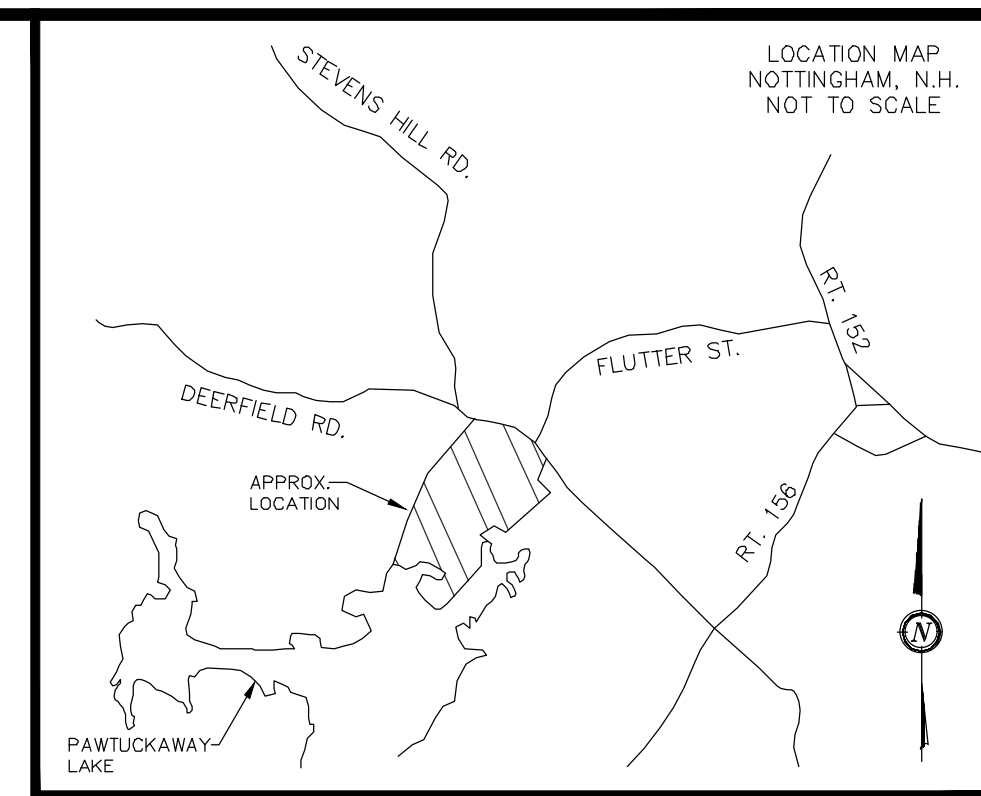 LOCATION MAP
NOTTINGHAM, N.H.
NOT TO SCALE
STEVENS HILL RD.
RT. 152
FLUTTER ST.
DEERFIELD RD.
APPROX.
LOCATION
RT. 156
N
PAWTUCKAWAY
LAKE